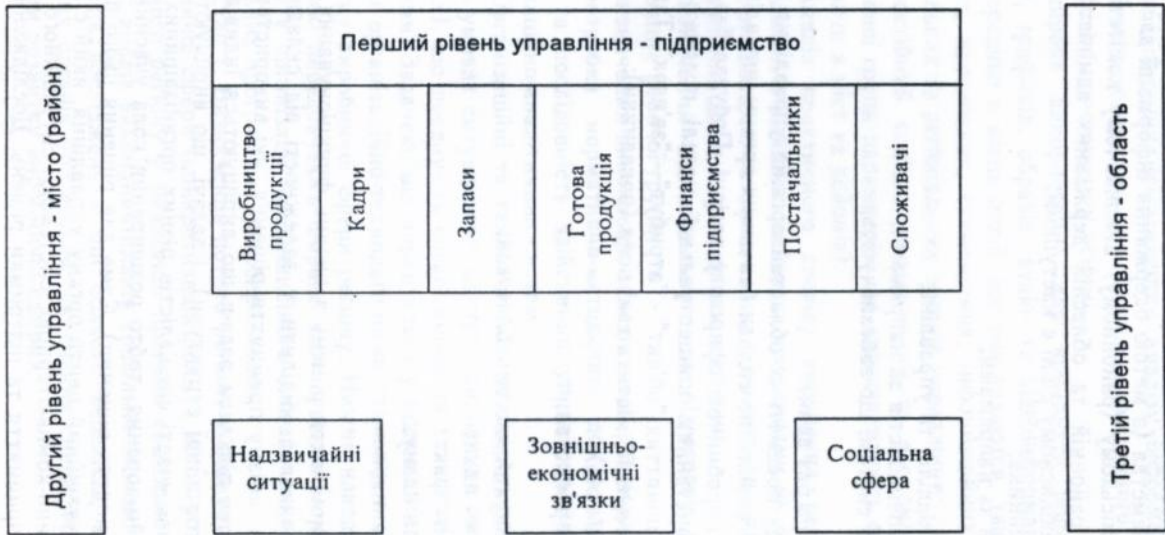 Другий рівень управління - місто (район)
Перший рівень управління - підприємство
Виробництво
продукції
Кадри
Запаси
Готова
продукція
Фінанси
підприємства
Постачальники
Споживачі
Надзвичайні
ситуації
Зовнішньо-
економічні
зв'язки
Соціальна
сфера
Третій рівень управління - область